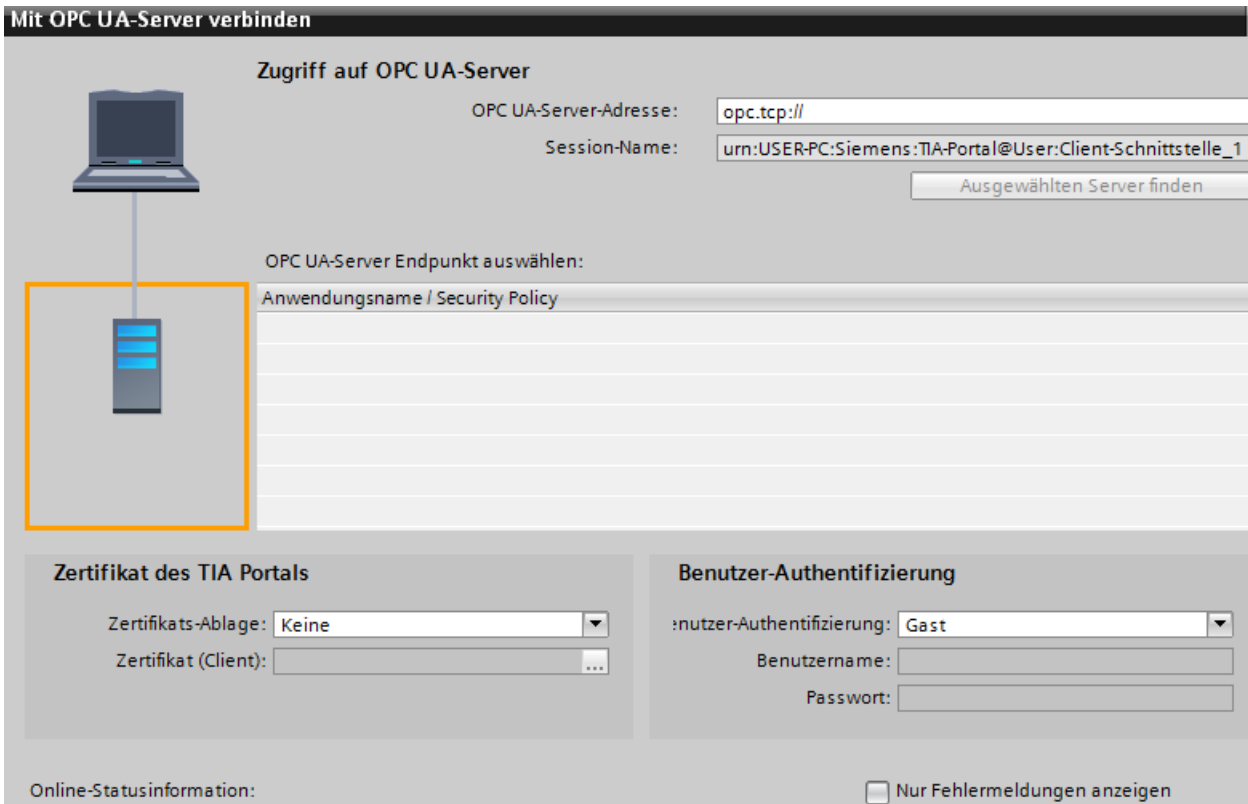 Mit OPC UA-Server verbinden
Zugriff auf OPC UA-Server
OPC UA-Server-Adresse: opc.tcp://
Session-Name: urn:USER-PC:Siemens:TIA-Portal@User:Client-Schnittstelle_1
Ausgewählten Server finden
OPC UA-Server Endpunkt auswählen:
Anwendungsname / Security Policy
Zertifikat des TIA Portals
Zertifikats-Ablage: Keine
Zertifikat (Client): ...
Benutzer-Authentifizierung
enutzer-Authentifizierung: Gast
Benutzername:
Passwort:
Online-Statusinformation:
Nur Fehlermeldungen anzeigen